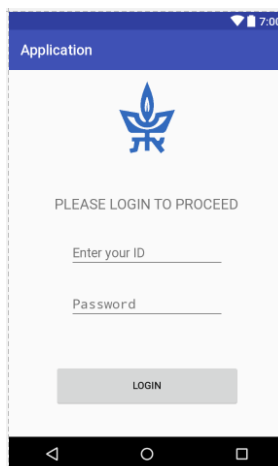 7:00
Application
PLEASE LOGIN TO PROCEED
Enter your ID
Password
LOGIN